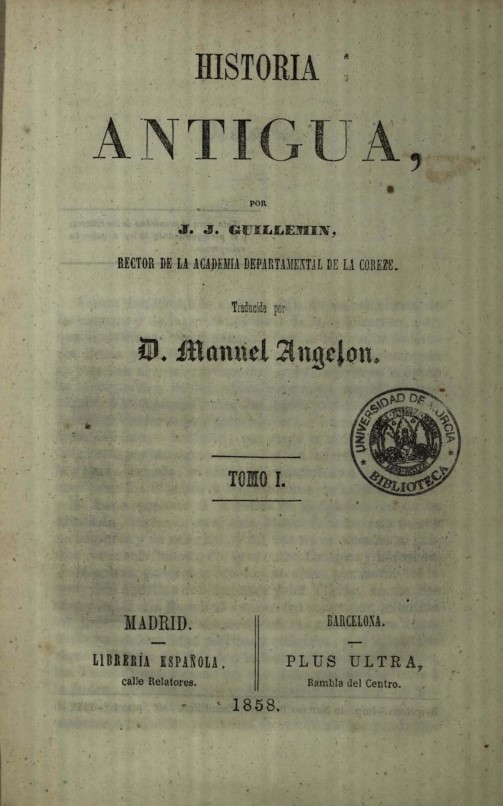 HISTORIA
ANTIGUA,
POR
J. J. GUILLEMIN,
RECTOR DE LA ACADEMIA DEPARTAMENTAL DE LA COREZE.
Traducida por
D. Manuel Angelon.
UNIVERSIDAD DE MURCIA
* BIBLIOTECA *
TOMO I.
MADRID.
LIBRERÍA ESPAÑOLA,
calle Relatores.
BARCELONA.
PLUS ULTRA,
Rambla del Centro.
1858.